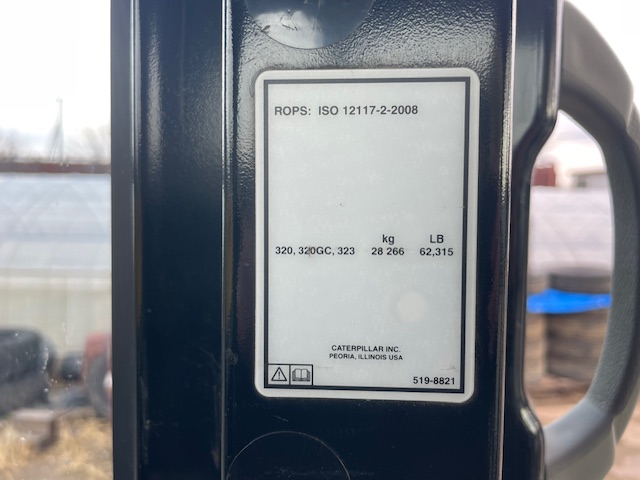 ROPS: ISO 12117-2-2008
kg LB
320, 320GC, 323 28 266 62,315
CATERPILLAR INC.
PEORIA, ILLINOIS USA
519-8821